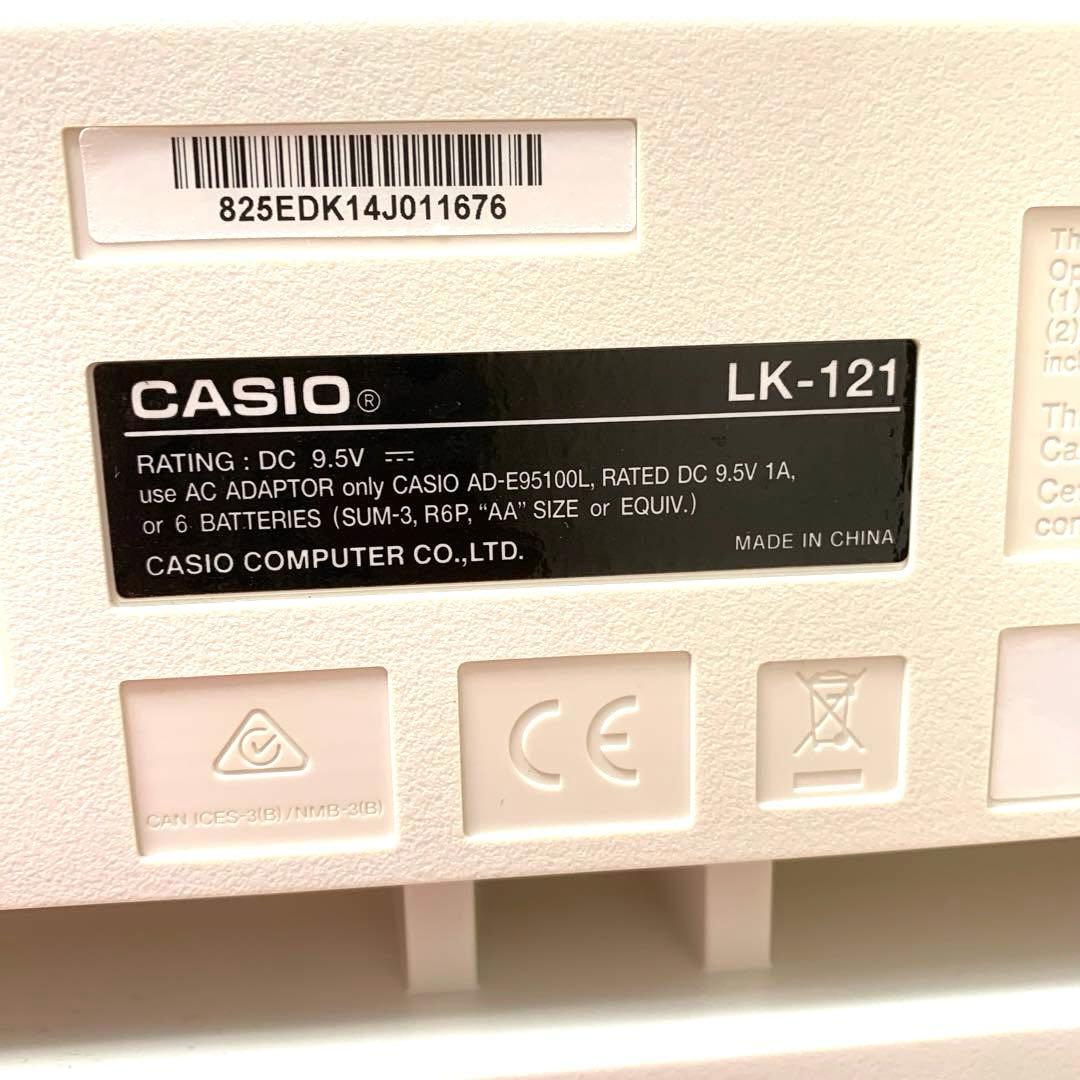 825EDK14J011676
CASIO®
LK-121
RATING : DC 9.5V ⎓
use AC ADAPTOR only CASIO AD-E95100L, RATED DC 9.5V 1A,
or 6 BATTERIES (SUM-3, R6P, “AA” SIZE or EQUIV.)
CASIO COMPUTER CO.,LTD.
MADE IN CHINA
(1)
(2)
CAN ICES-3(B)/NMB-3(B)
CE